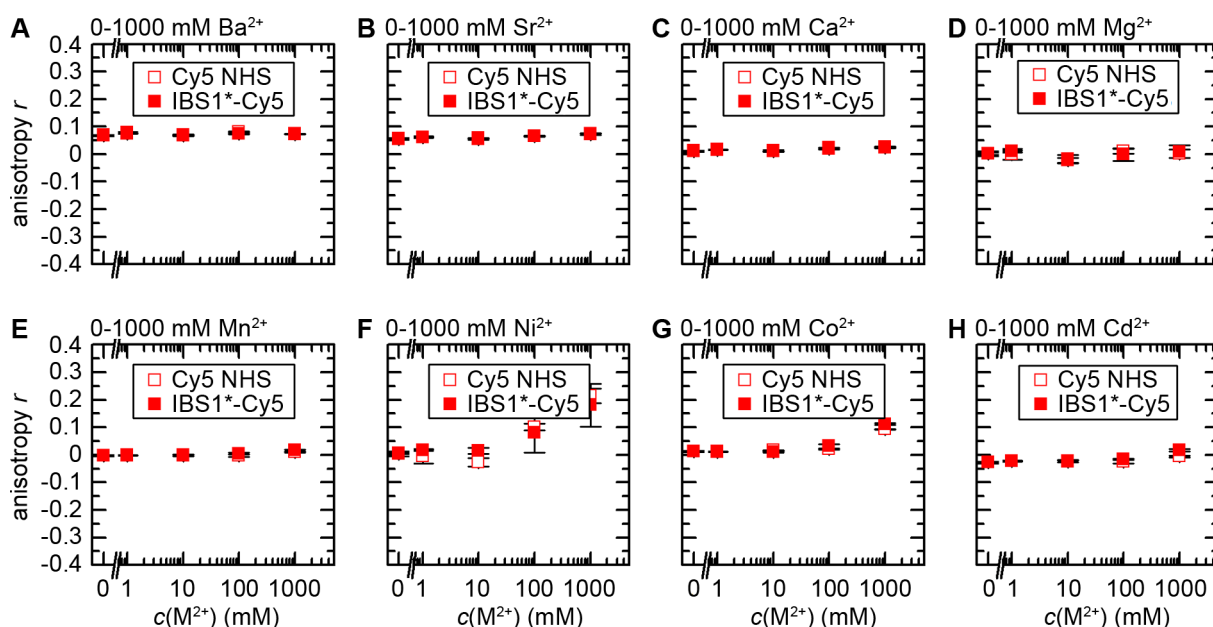 A 0-1000 mM Ba²⁺
B 0-1000 mM Sr²⁺
C 0-1000 mM Ca²⁺
D 0-1000 mM Mg²⁺
anisotropy r
0.4
0.3
0.2
0.1
0
-0.1
-0.2
-0.3
-0.4
Cy5 NHS
IBS1*-Cy5
Cy5 NHS
IBS1*-Cy5
Cy5 NHS
IBS1*-Cy5
Cy5 NHS
IBS1*-Cy5
E 0-1000 mM Mn²⁺
F 0-1000 mM Ni²⁺
G 0-1000 mM Co²⁺
H 0-1000 mM Cd²⁺
anisotropy r
0.4
0.3
0.2
0.1
0
-0.1
-0.2
-0.3
-0.4
Cy5 NHS
IBS1*-Cy5
Cy5 NHS
IBS1*-Cy5
Cy5 NHS
IBS1*-Cy5
Cy5 NHS
IBS1*-Cy5
0 1 10 100 1000
0 1 10 100 1000
0 1 10 100 1000
0 1 10 100 1000
c(M²⁺) (mM)
c(M²⁺) (mM)
c(M²⁺) (mM)
c(M²⁺) (mM)